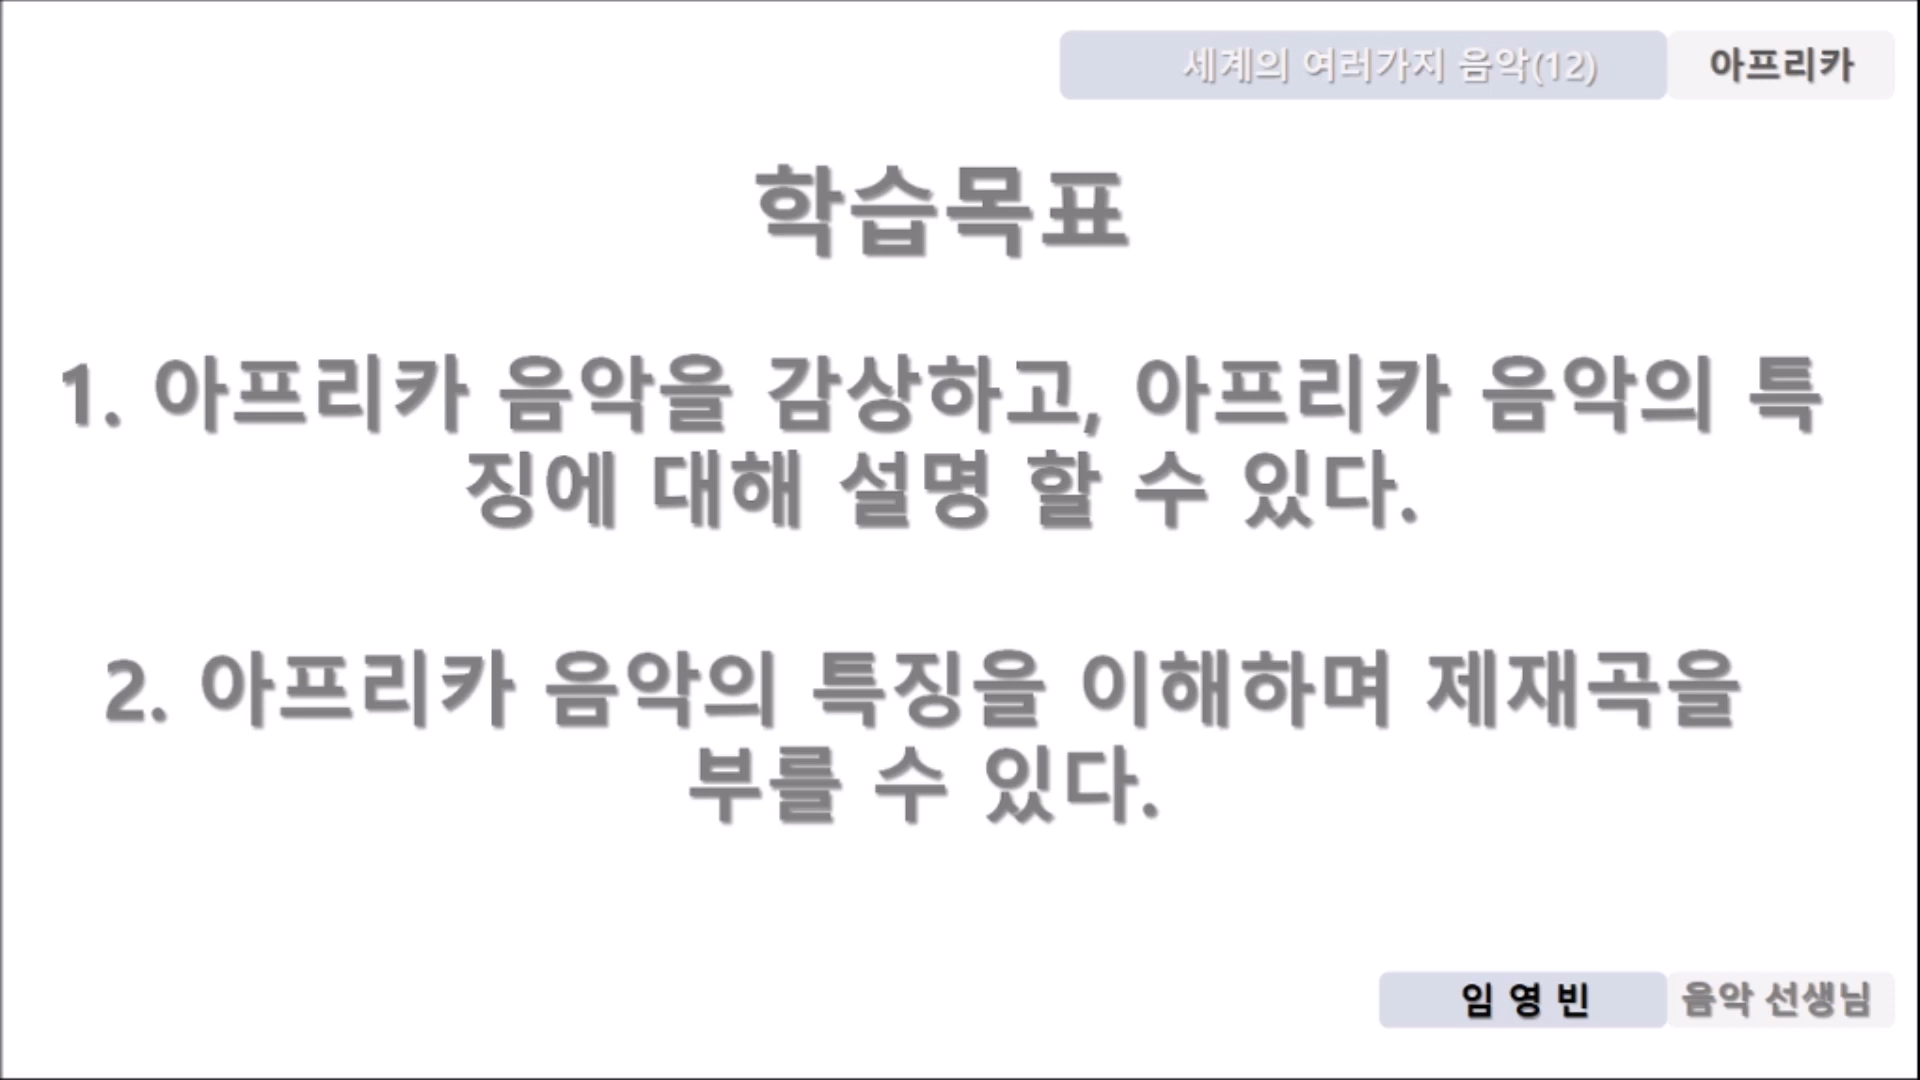 세계의 여러가지 음악(12) 아프리카
학습목표
1. 아프리카 음악을 감상하고, 아프리카 음악의 특
징에 대해 설명 할 수 있다.
2. 아프리카 음악의 특징을 이해하며 제재곡을
부를 수 있다.
임 영 빈 음악 선생님